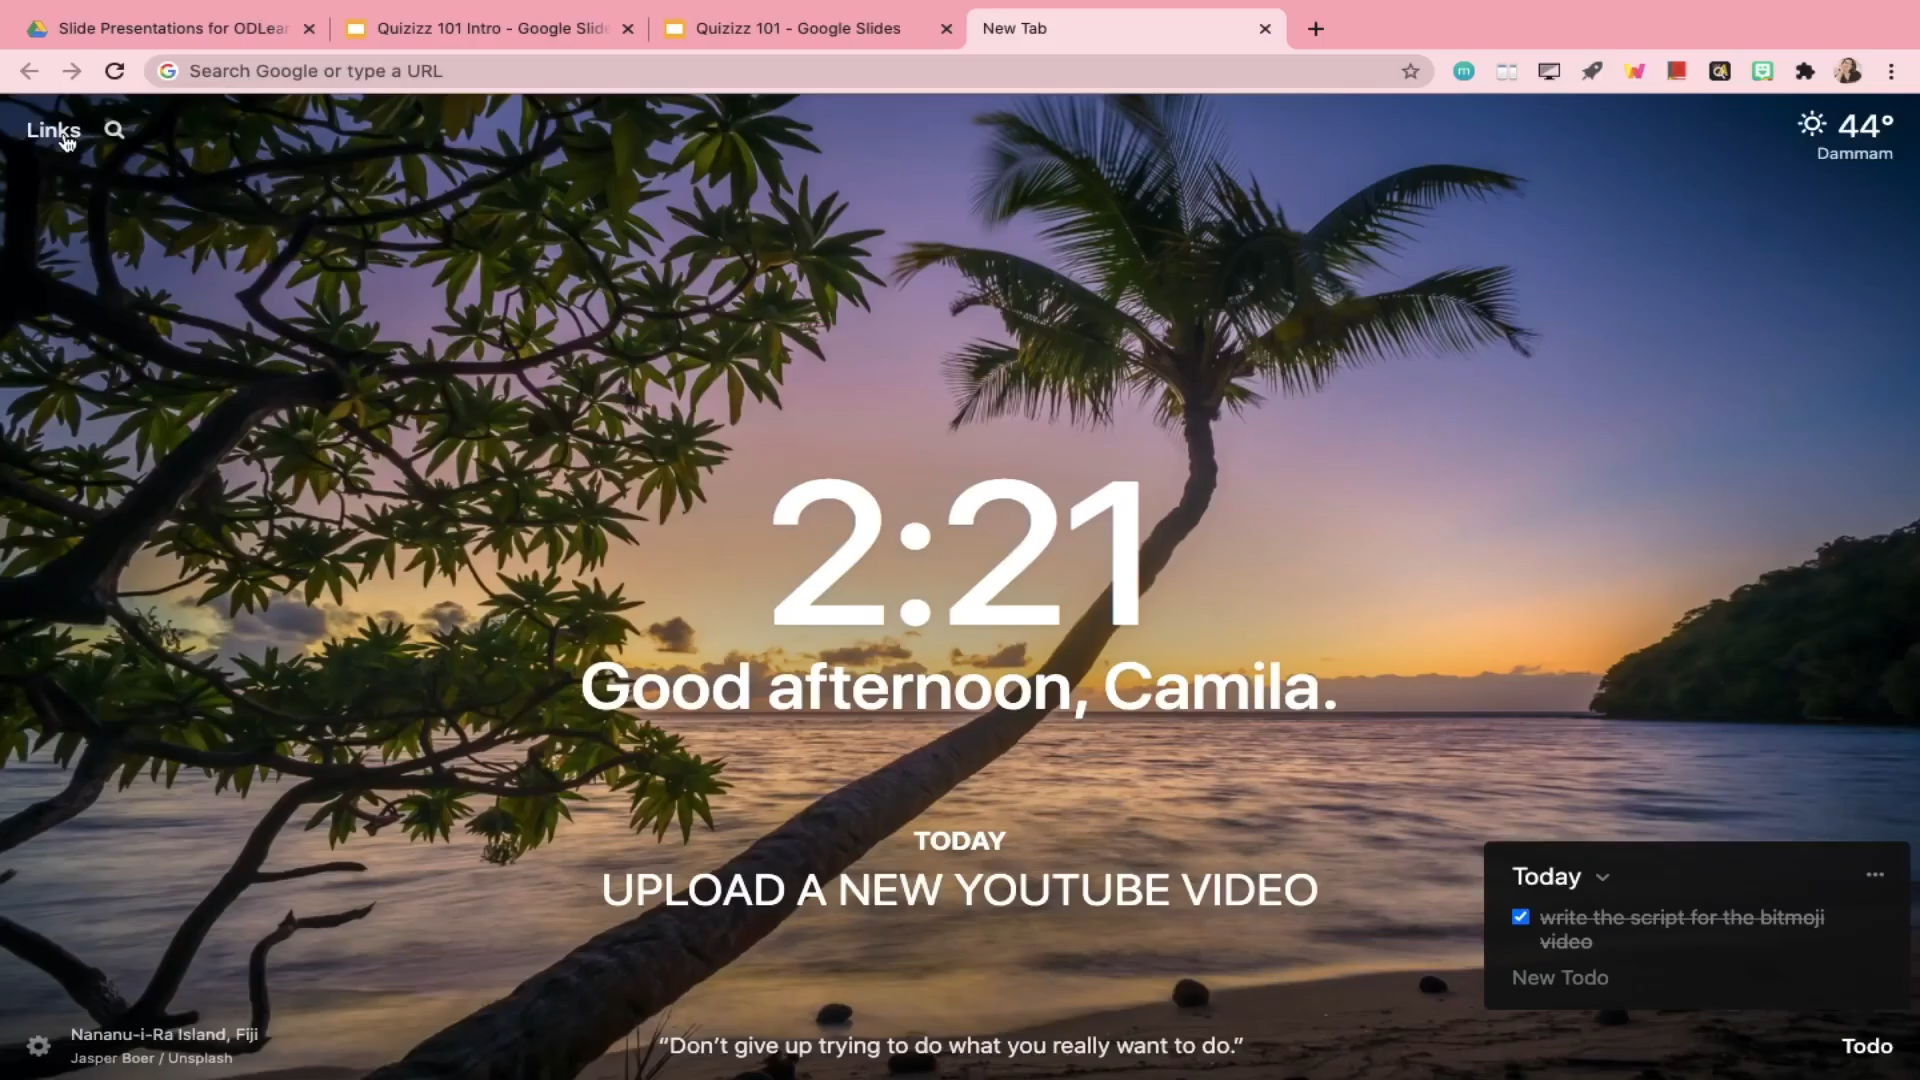 Slide Presentations for ODLear
Quizizz 101 Intro - Google Slide
Quizizz 101 - Google Slides
New Tab
Search Google or type a URL
Links
44°
Dammam
2:21
Good afternoon, Camila.
TODAY
UPLOAD A NEW YOUTUBE VIDEO
Today
write the script for the bitmoji
video
New Todo
Nananu-i-Ra Island, Fiji
Jasper Boer / Unsplash
“Don’t give up trying to do what you really want to do.”
Todo